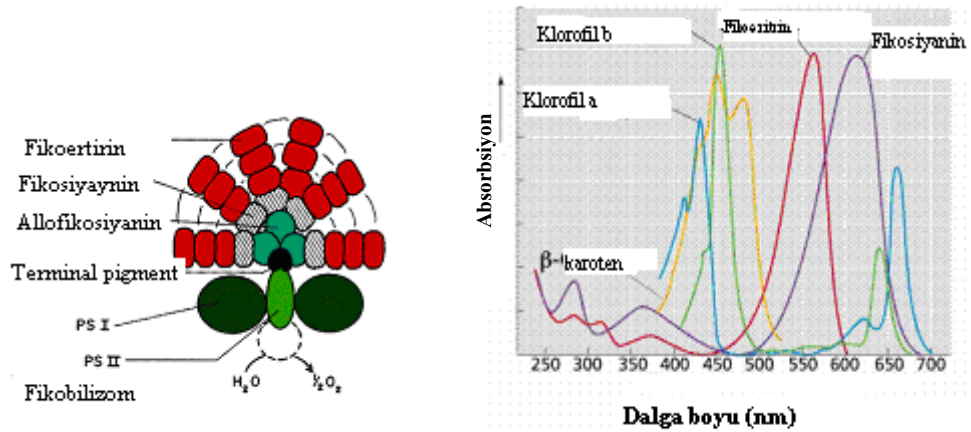 Fikoertirin
Fikosiyaynin
Allofikosiyanin
Terminal pigment
PS I
PS II
H₂O
½O₂
Fikobilizom
Klorofil b
Fikoeritrin
Fikosiyanin
Klorofil a
Absorbsiyon
β-karoten
250 300 350 400 450 500 550 600 650 700
Dalga boyu (nm)